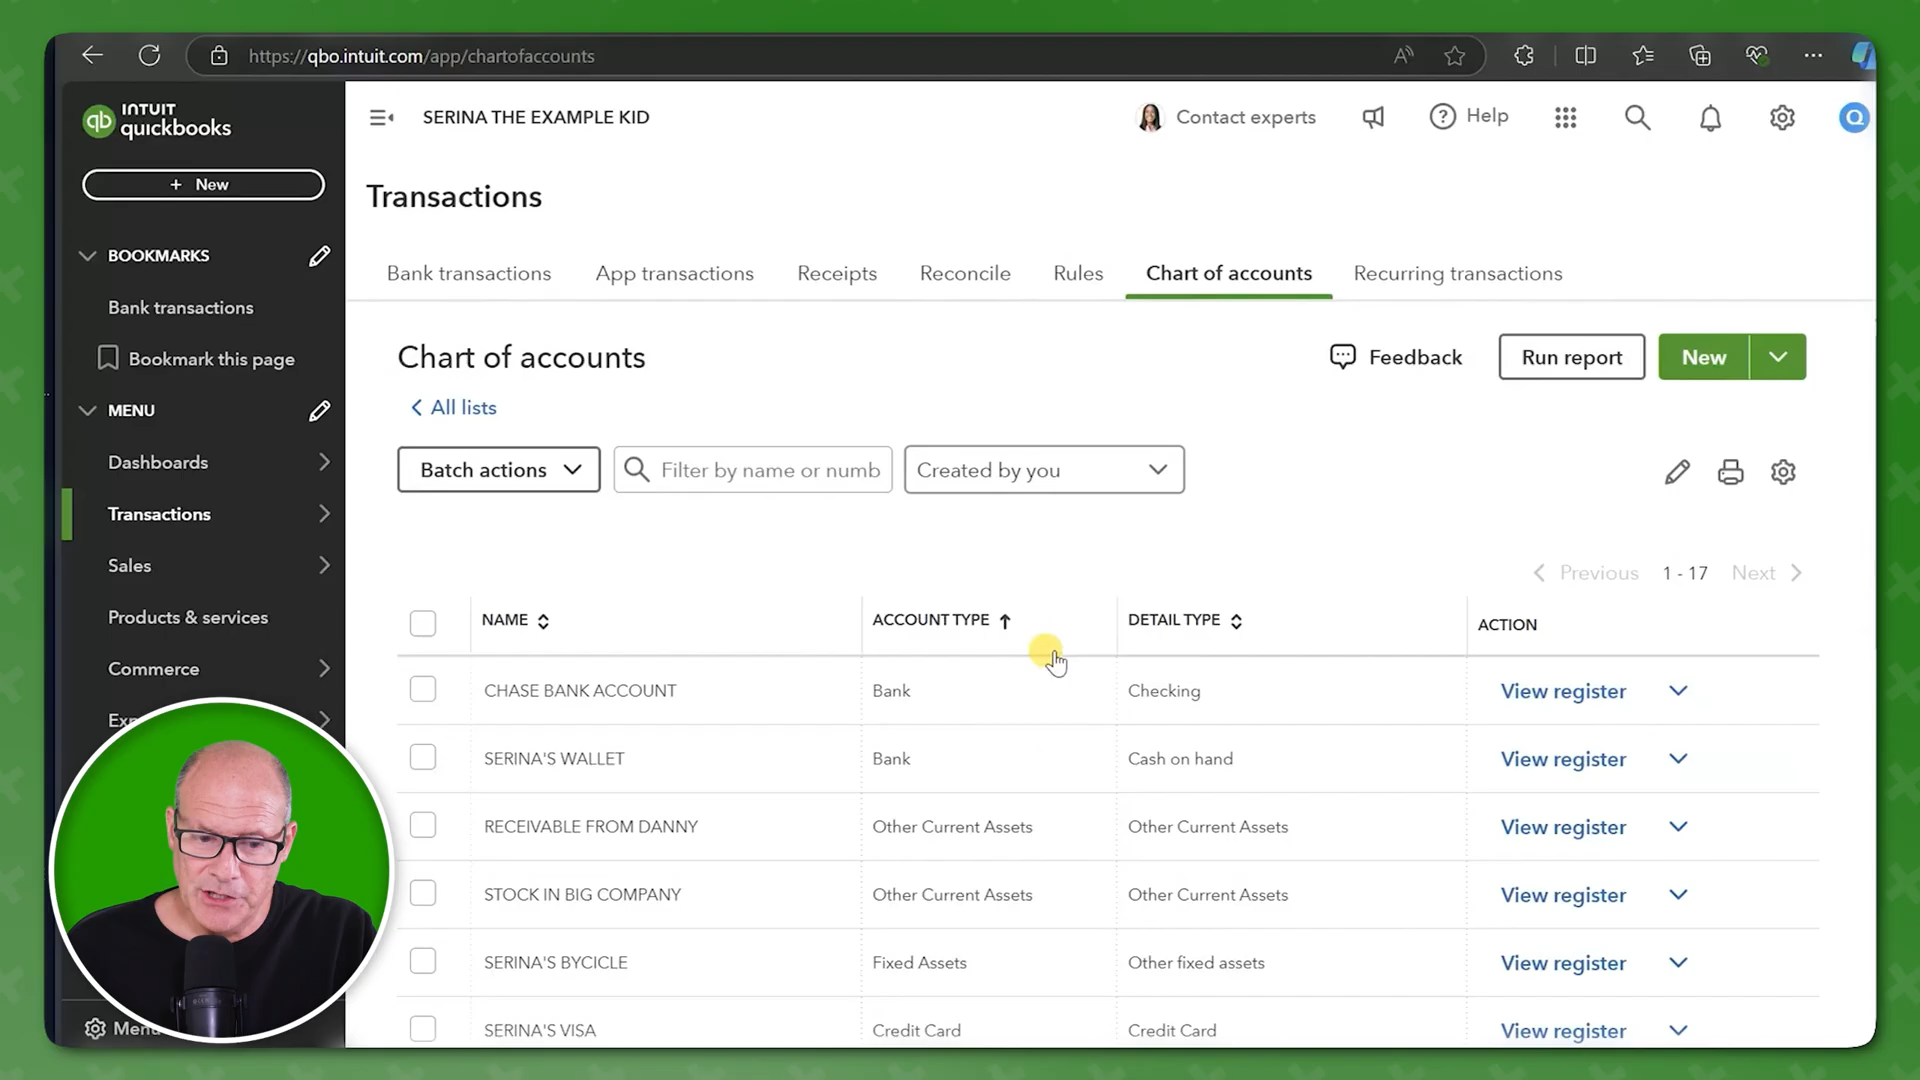 https://qbo.intuit.com/app/chartofaccounts
INTUIT
quickbooks
qb
SERINA THE EXAMPLE KID
Contact experts
Help
Q
+ New
Transactions
BOOKMARKS
Bank transactions
App transactions
Receipts
Reconcile
Rules
Chart of accounts
Recurring transactions
Bank transactions
Bookmark this page
Chart of accounts
Feedback
Run report
New
All lists
MENU
Dashboards
Transactions
Sales
Products & services
Commerce
Batch actions
Filter by name or numb
Created by you
Previous 1 - 17 Next
NAME ACCOUNT TYPE DETAIL TYPE ACTION
CHASE BANK ACCOUNT Bank Checking View register
SERINA'S WALLET Bank Cash on hand View register
RECEIVABLE FROM DANNY Other Current Assets Other Current Assets View register
STOCK IN BIG COMPANY Other Current Assets Other Current Assets View register
SERINA'S BYCICLE Fixed Assets Other fixed assets View register
SERINA'S VISA Credit Card Credit Card View register